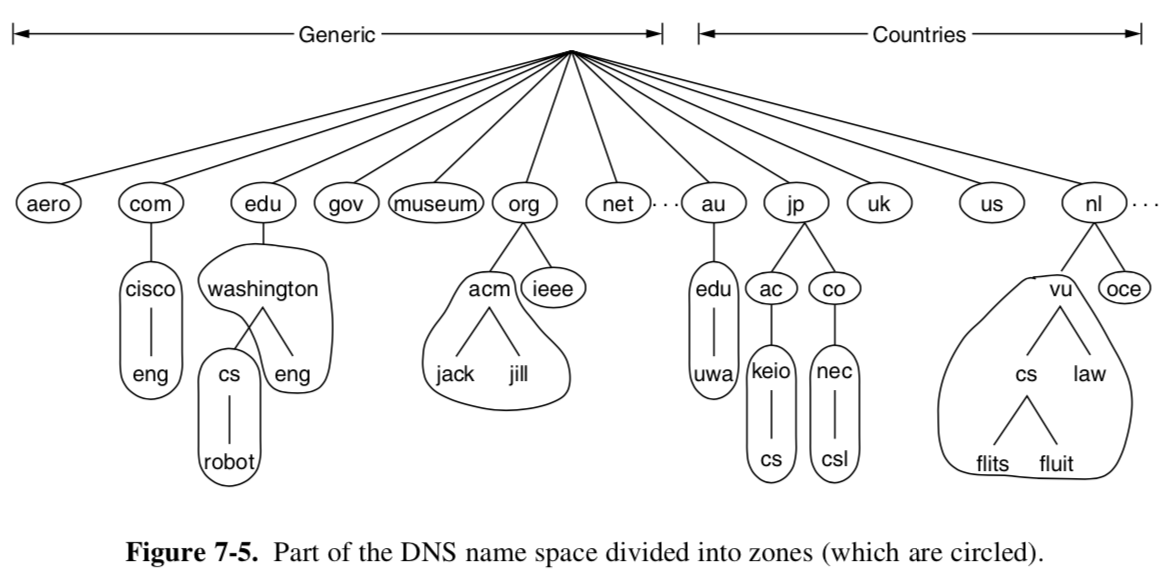 Generic Countries
aero com edu gov museum org net ... au jp uk us nl ...
cisco washington acm ieee edu ac co vu oce
eng cs eng jack jill uwa keio nec cs law
robot cs csl flits fluit
Figure 7-5. Part of the DNS name space divided into zones (which are circled).